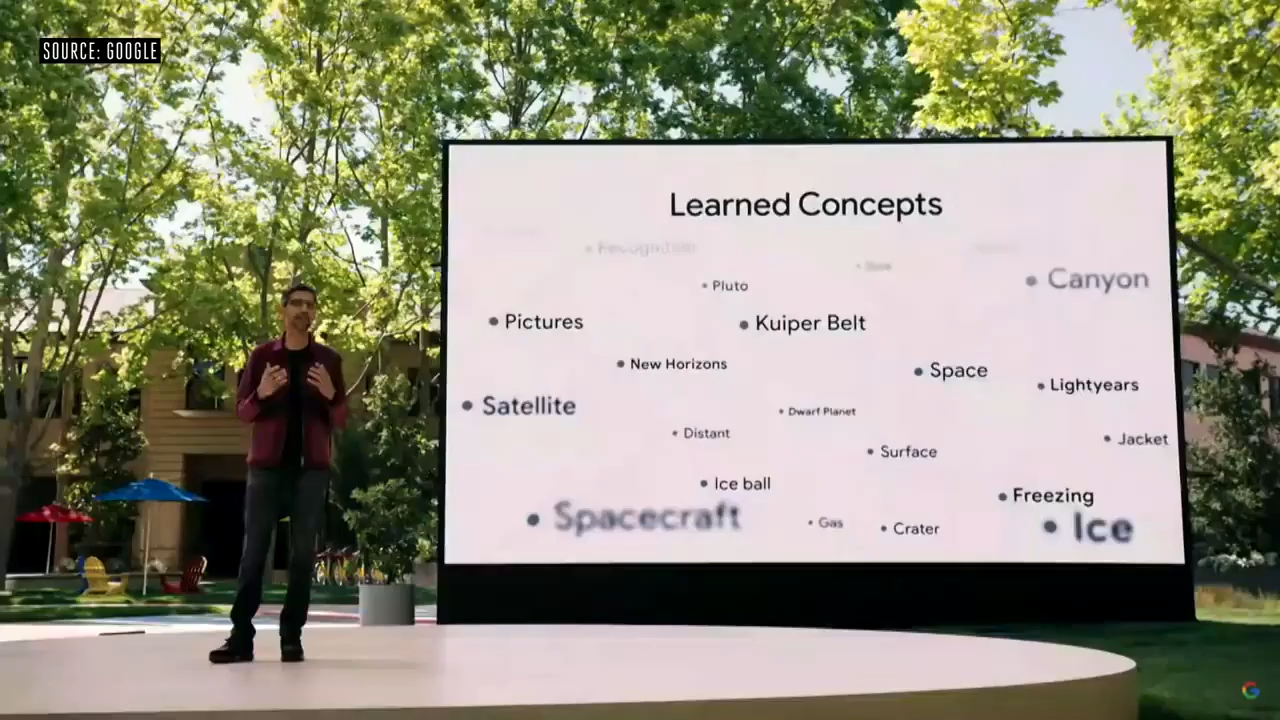 SOURCE: GOOGLE
Learned Concepts
Recognition
Pluto
Canyon
Pictures
Kuiper Belt
New Horizons
Space
Lightyears
Satellite
Dwarf Planet
Distant
Surface
Jacket
Ice ball
Freezing
Spacecraft
Gas
Crater
Ice